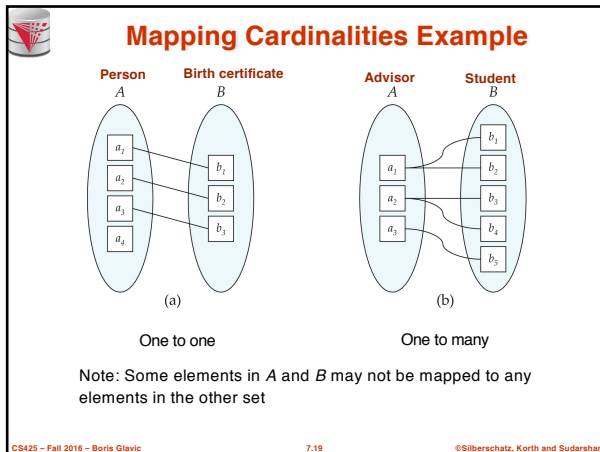 Mapping Cardinalities Example
Person Birth certificate
A B
a1
a2
a3
a4
b1
b2
b3
(a)
One to one
Advisor Student
A B
a1
a2
a3
b1
b2
b3
b4
b5
(b)
One to many
Note: Some elements in A and B may not be mapped to any
elements in the other set
CS425 – Fall 2016 – Boris Glavic 7.19 ©Silberschatz, Korth and Sudarshan